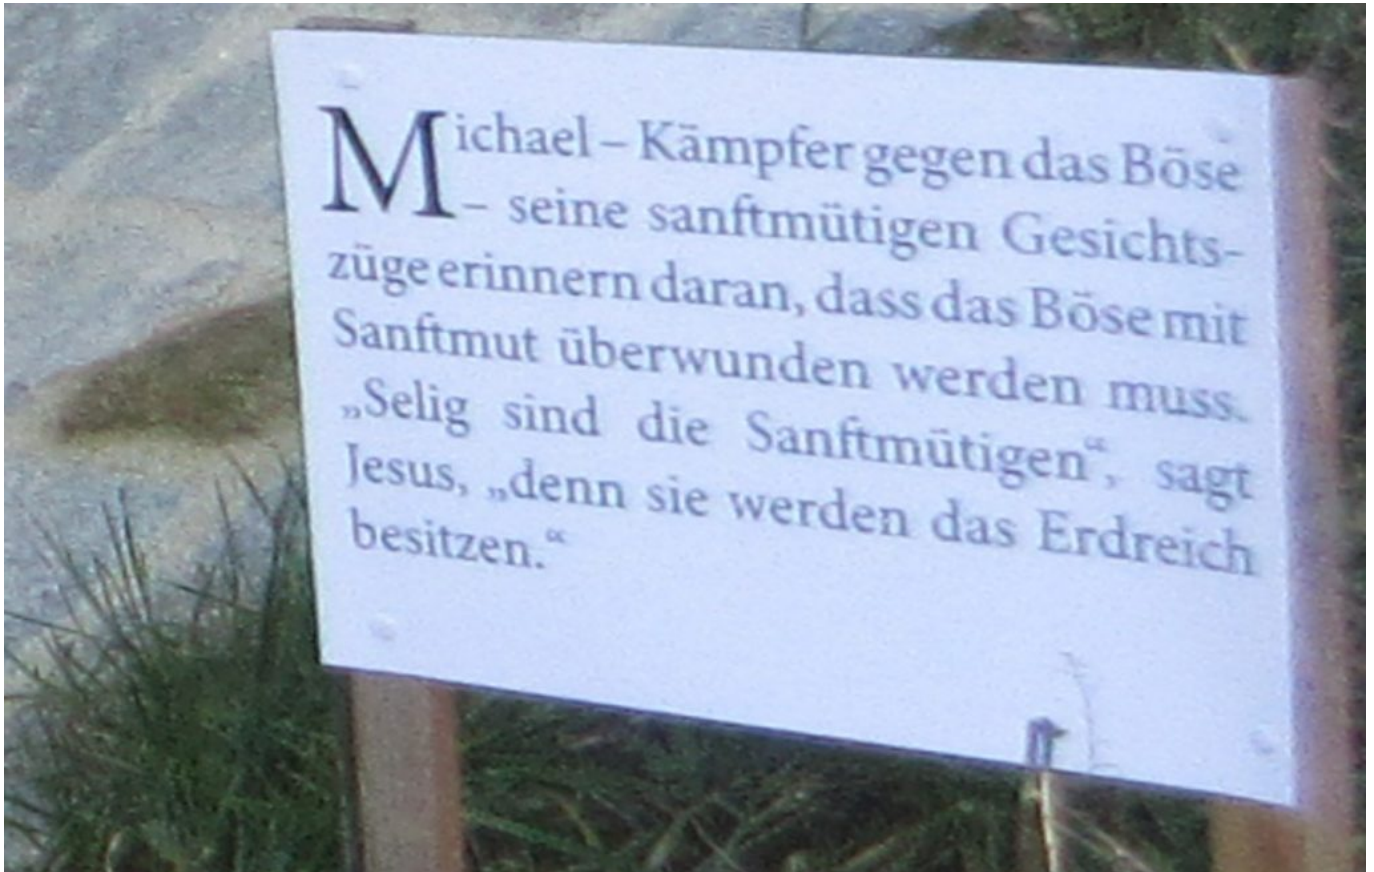 Michael – Kämpfer gegen das Böse
– seine sanftmütigen Gesichts-
züge erinnern daran, dass das Böse mit
Sanftmut überwunden werden muss.
„Selig sind die Sanftmütigen“, sagt
Jesus, „denn sie werden das Erdreich
besitzen.“